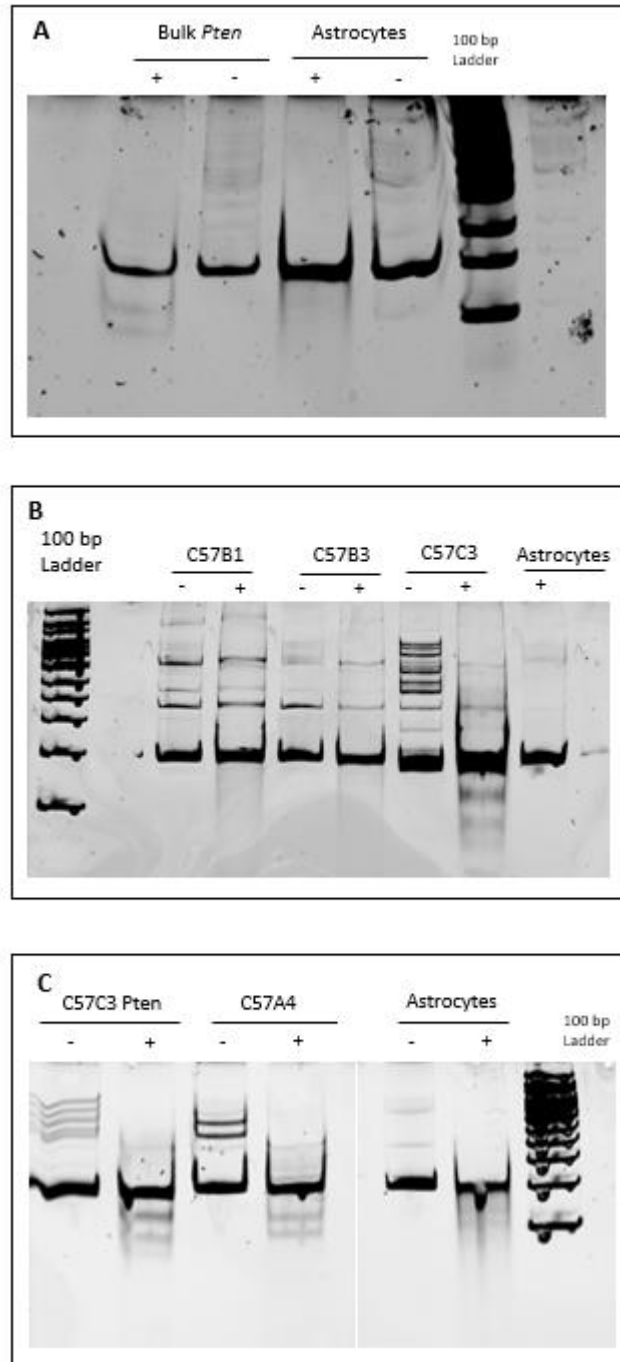 A
Bulk Pten
Astrocytes
100 bp
Ladder
+ - + -
B
100 bp
Ladder
C57B1
C57B3
C57C3
Astrocytes
- + - + - + +
C
C57C3 Pten
C57A4
Astrocytes
100 bp
Ladder
- + - + - +